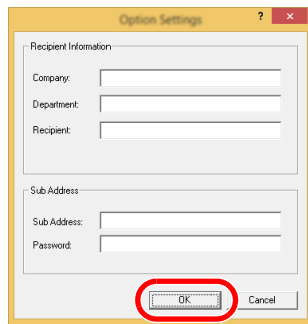 Option Settings ? ×
Recipient Information
Company:
Department:
Recipient:
Sub Address
Sub Address:
Password:
OK Cancel